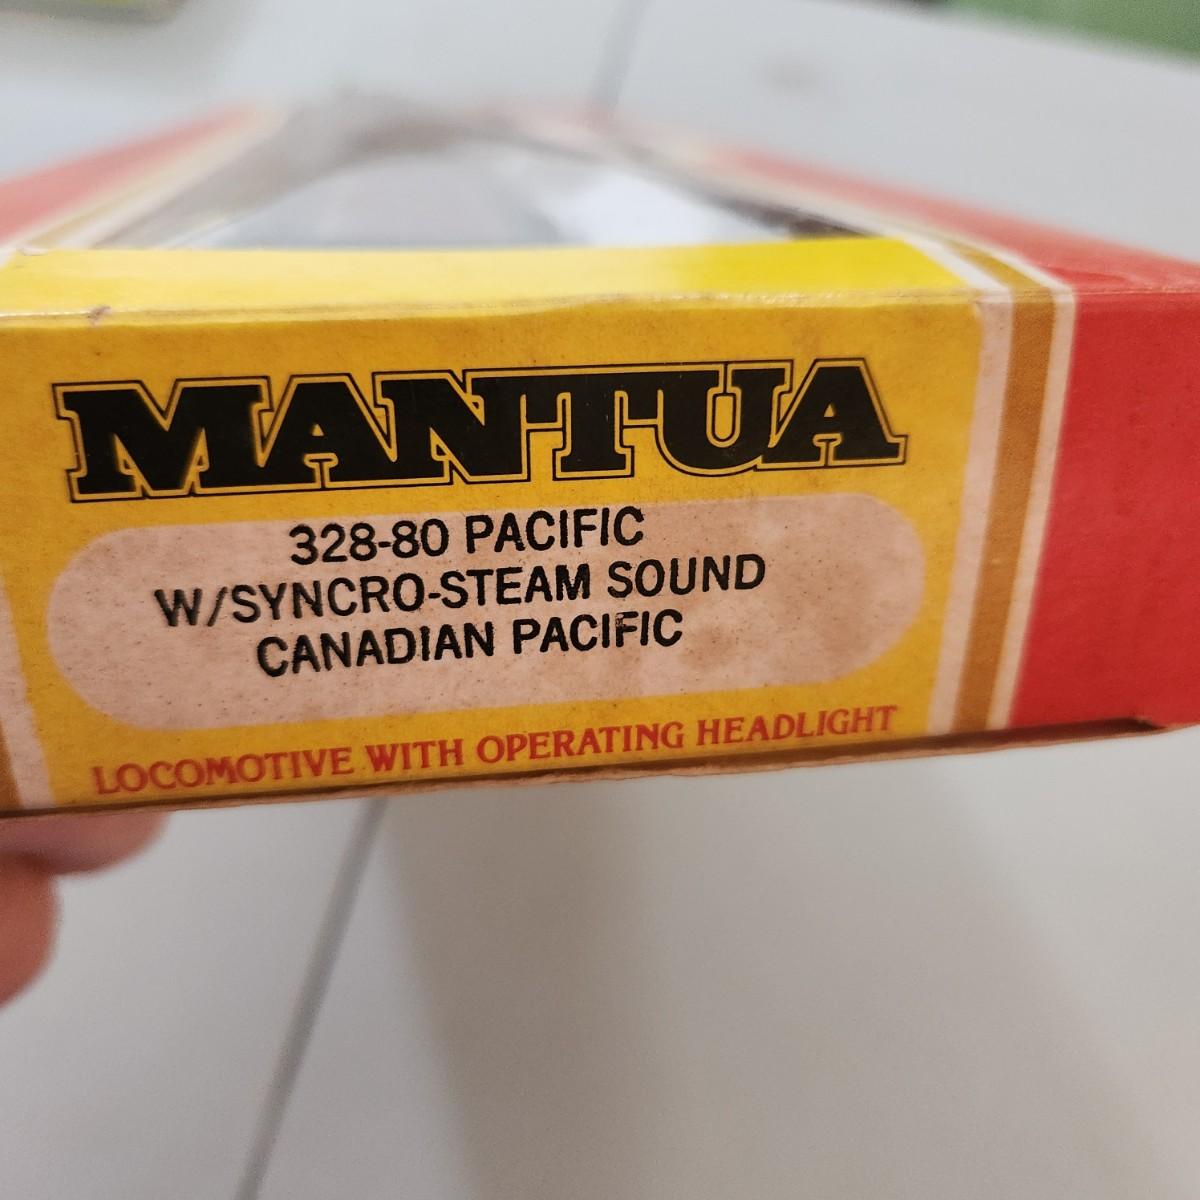 MANTUA
328-80 PACIFIC
W/SYNCRO-STEAM SOUND
CANADIAN PACIFIC
LOCOMOTIVE WITH OPERATING HEADLIGHT